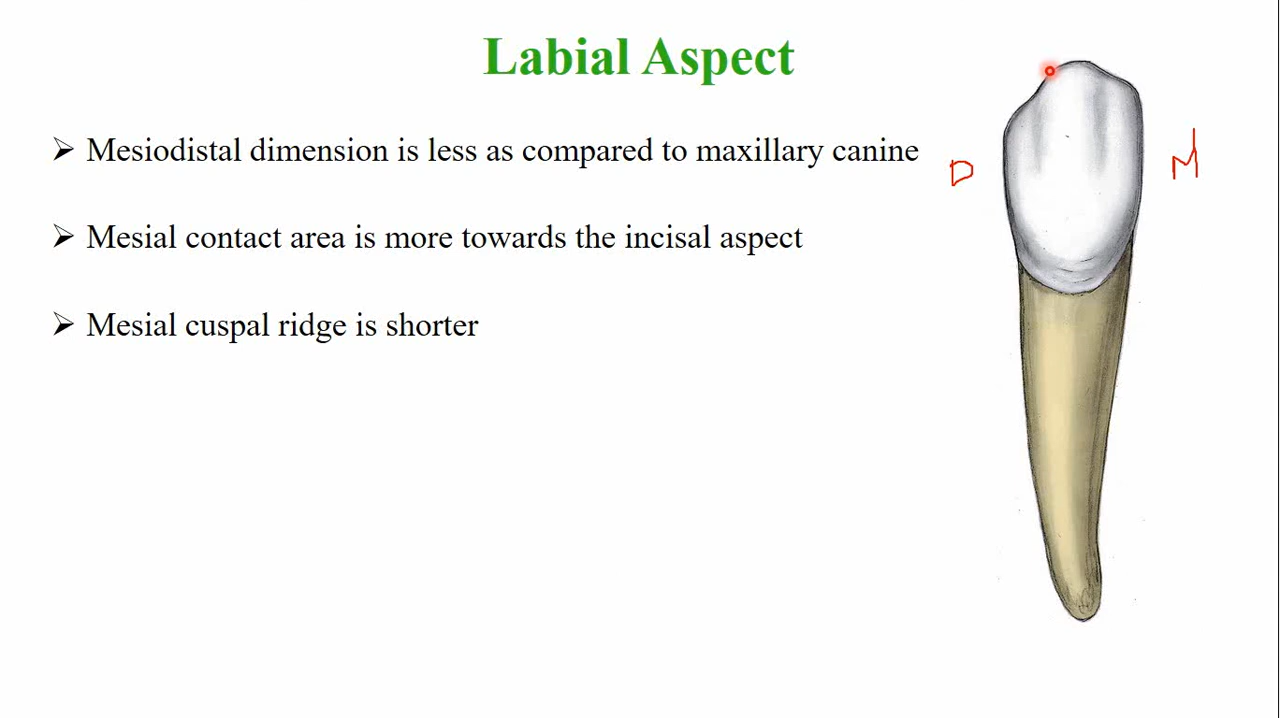 Labial Aspect
➢ Mesiodistal dimension is less as compared to maxillary canine
D
M
➢ Mesial contact area is more towards the incisal aspect
➢ Mesial cuspal ridge is shorter